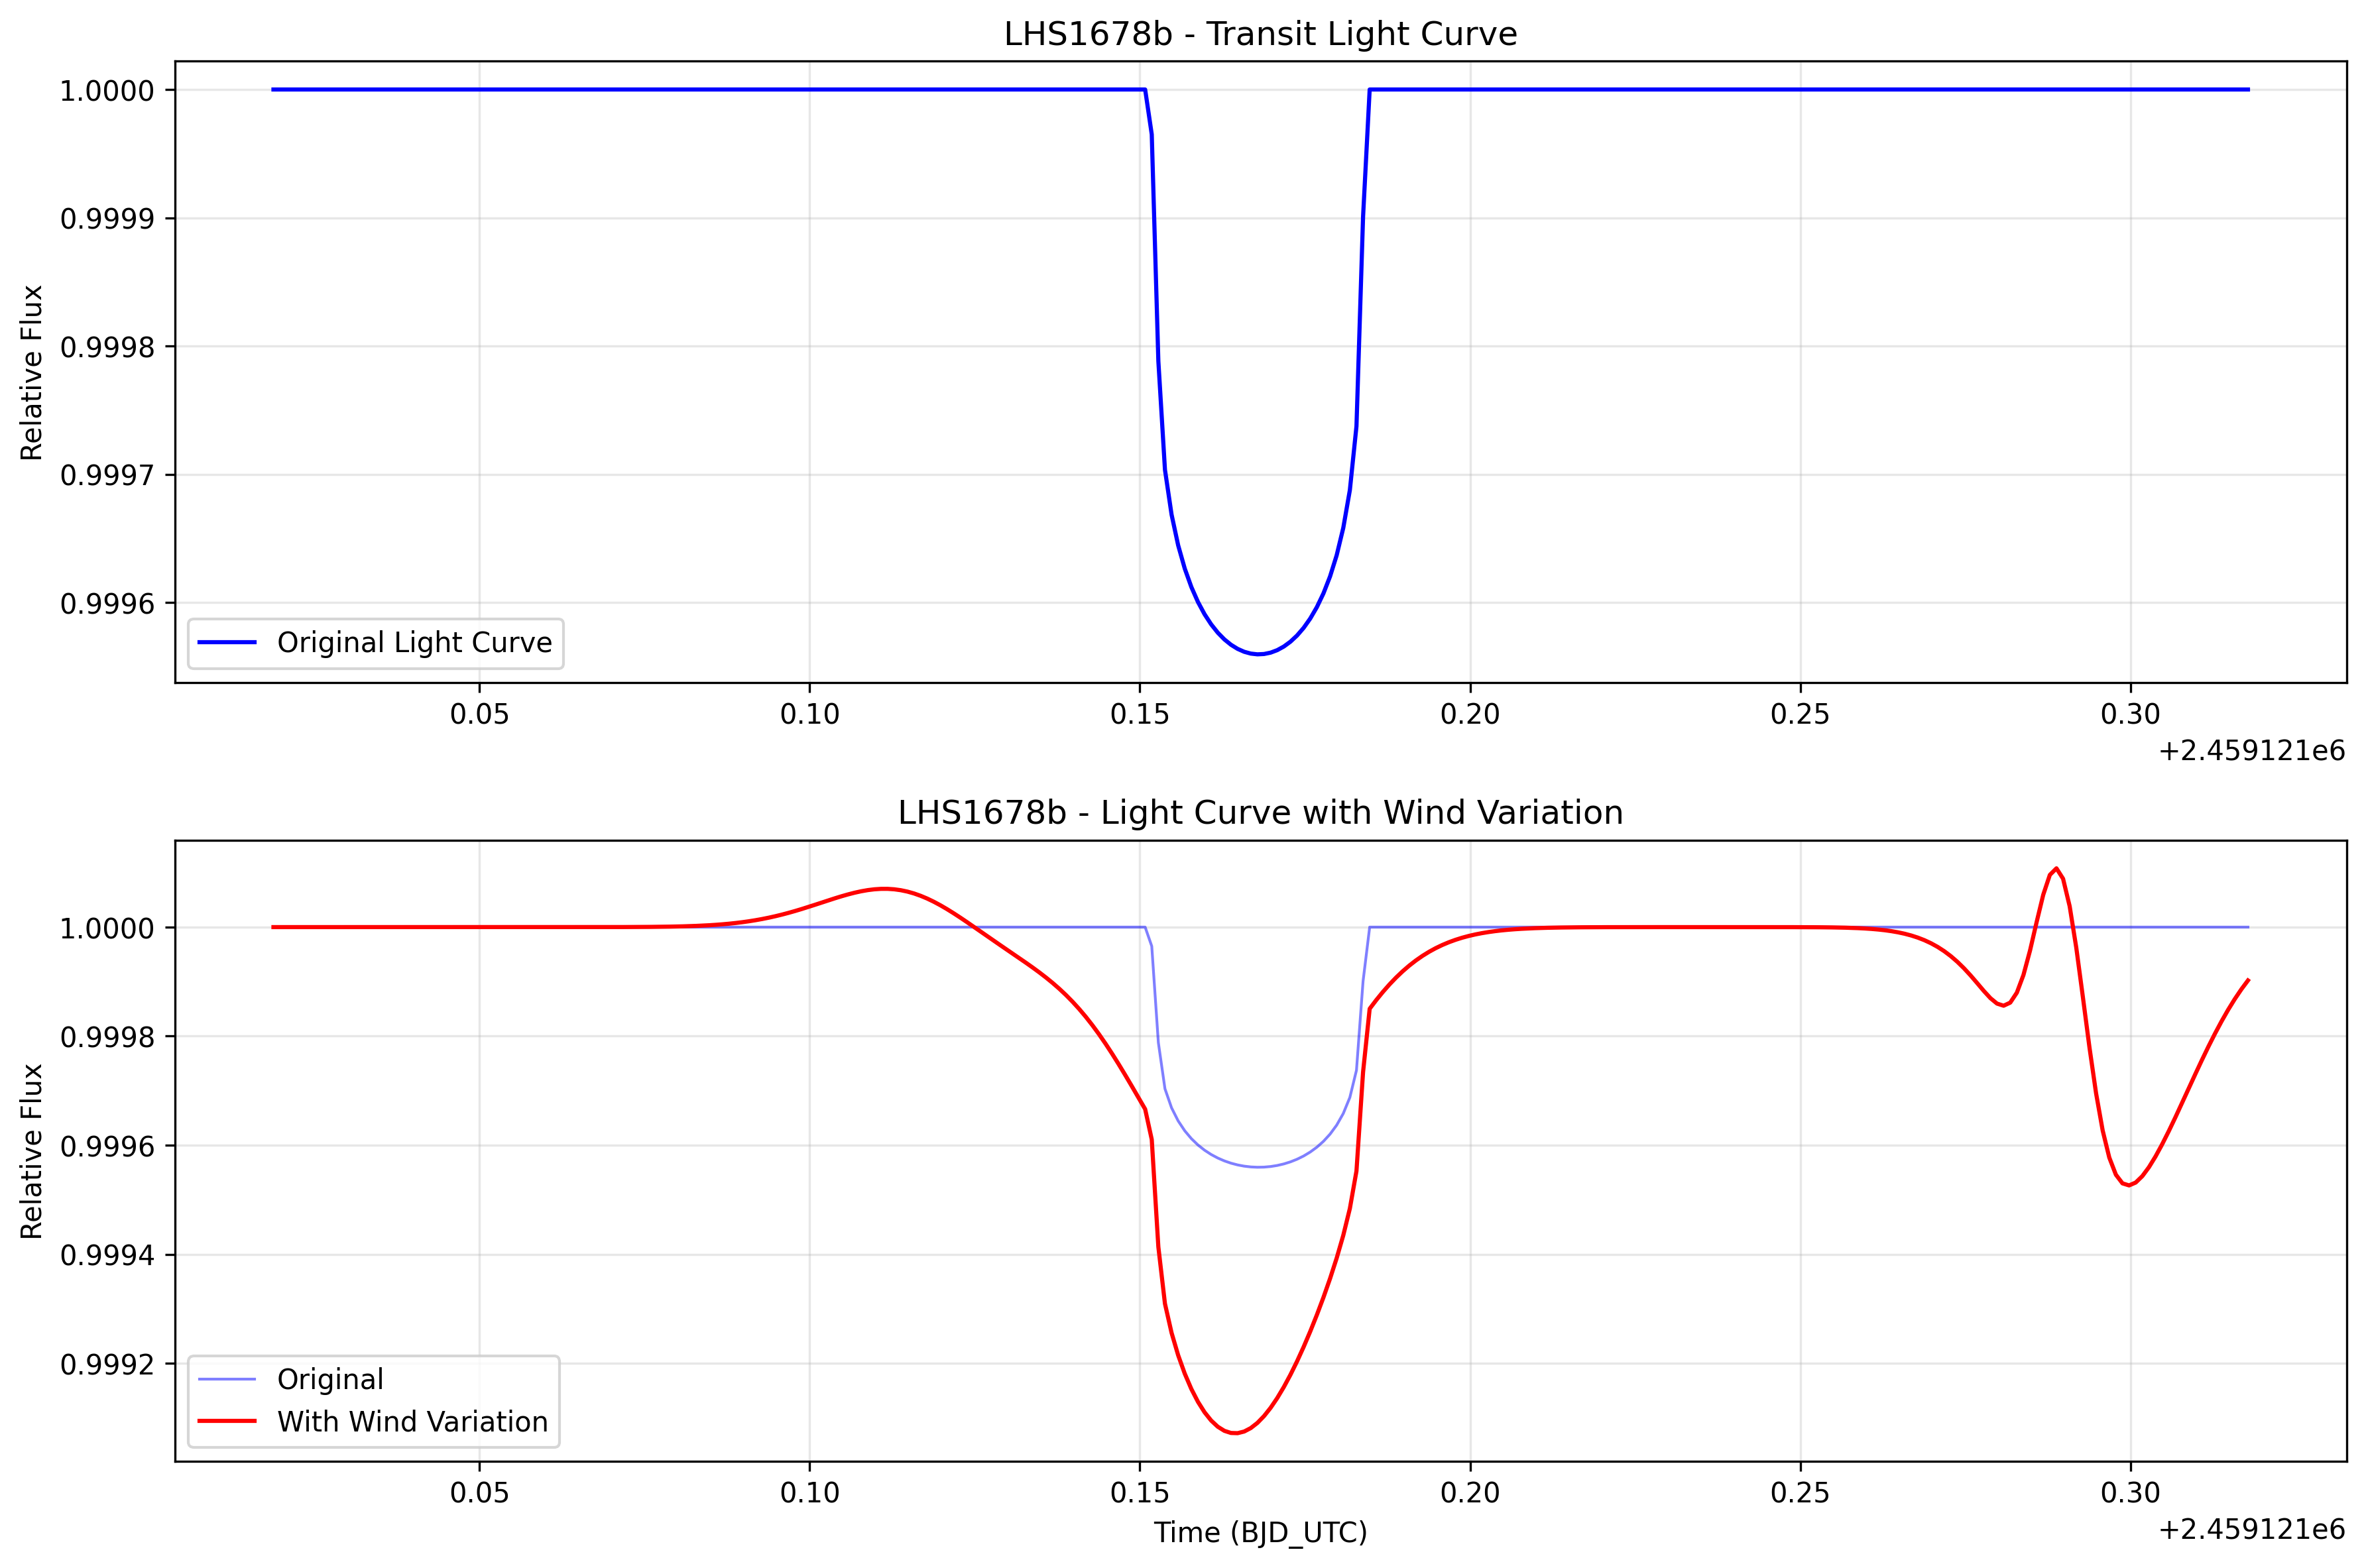 LHS1678b - Transit Light Curve
Relative Flux
1.0000
0.9999
0.9998
0.9997
0.9996
Original Light Curve
0.05 0.10 0.15 0.20 0.25 0.30
+2.459121e6
LHS1678b - Light Curve with Wind Variation
Relative Flux
1.0000
0.9998
0.9996
0.9994
0.9992
Original
With Wind Variation
0.05 0.10 0.15 0.20 0.25 0.30
Time (BJD_UTC)
+2.459121e6